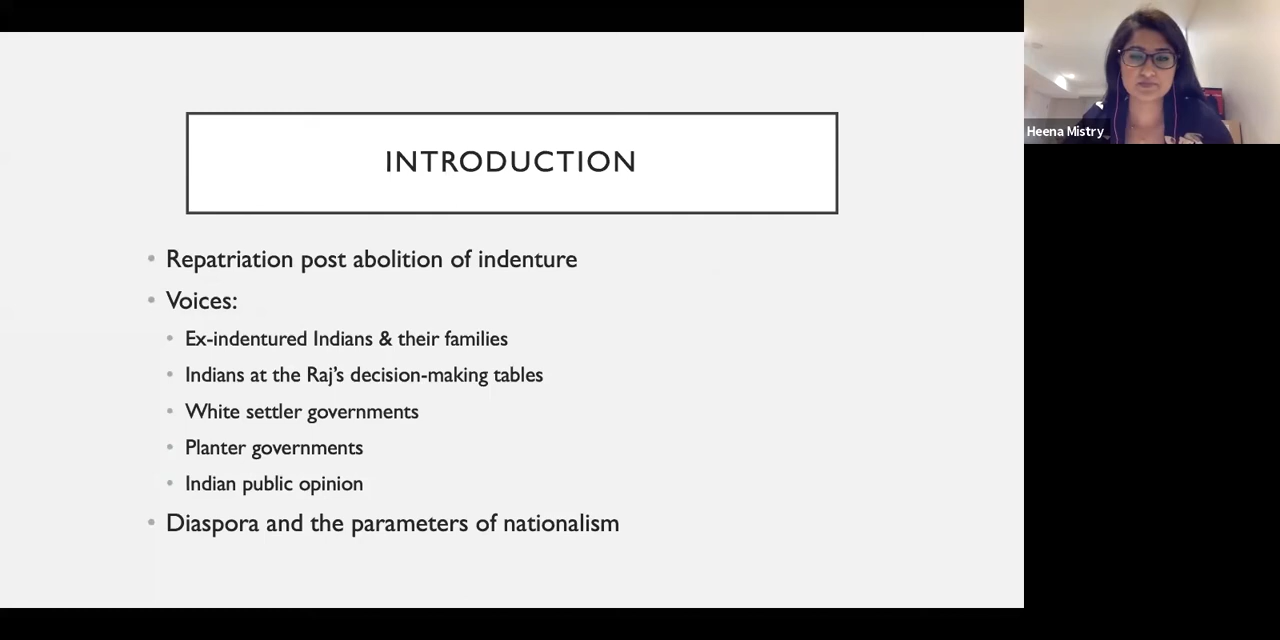 INTRODUCTION
• Repatriation post abolition of indenture
• Voices:
• Ex-indentured Indians & their families
• Indians at the Raj’s decision-making tables
• White settler governments
• Planter governments
• Indian public opinion
• Diaspora and the parameters of nationalism
Heena Mistry